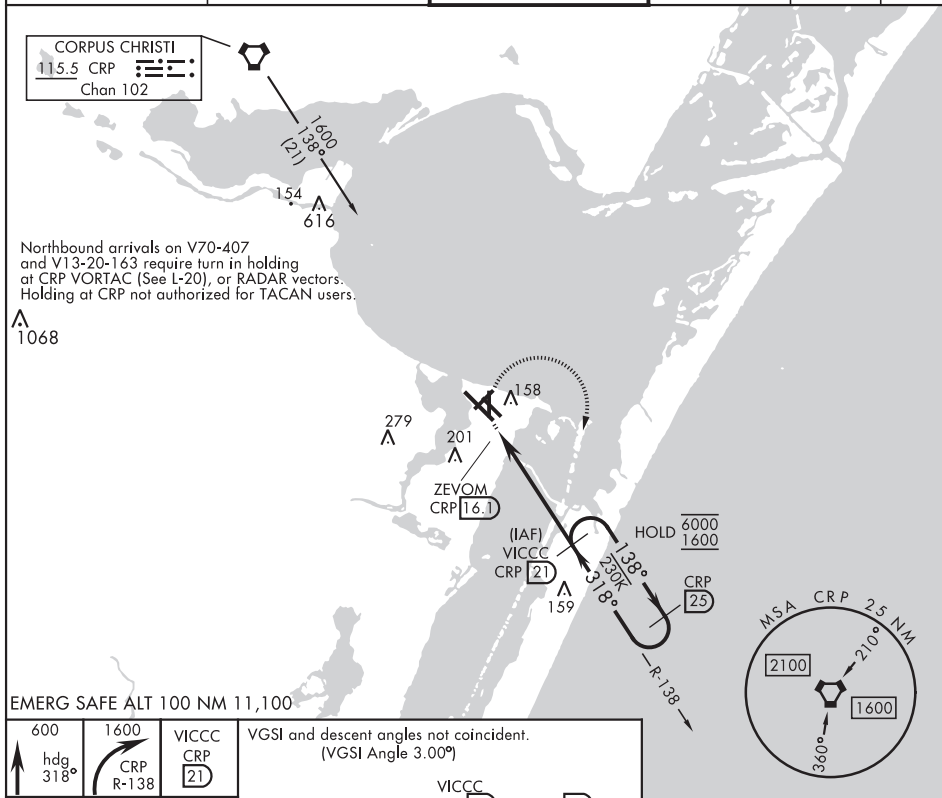 CORPUS CHRISTI
115.5 CRP
Chan 102
1600
138°
(21)
154
616
Northbound arrivals on V70-407
and V13-20-163 require turn in holding
at CRP VORTAC (See L-20), or RADAR vectors.
Holding at CRP not authorized for TACAN users.
1068
158
279
201
ZEVOM
CRP 16.1
(IAF)
VICCC
CRP 21
HOLD 6000
1600
138°
230K
318°
CRP
25
159
R-138
MSA CRP 25 NM
210°
2100
1600
360°
EMERG SAFE ALT 100 NM 11,100
600
hdg
318°
1600
CRP
R-138
VICCC
CRP
21
VGSI and descent angles not coincident.
(VGSI Angle 3.00°)
VICCC